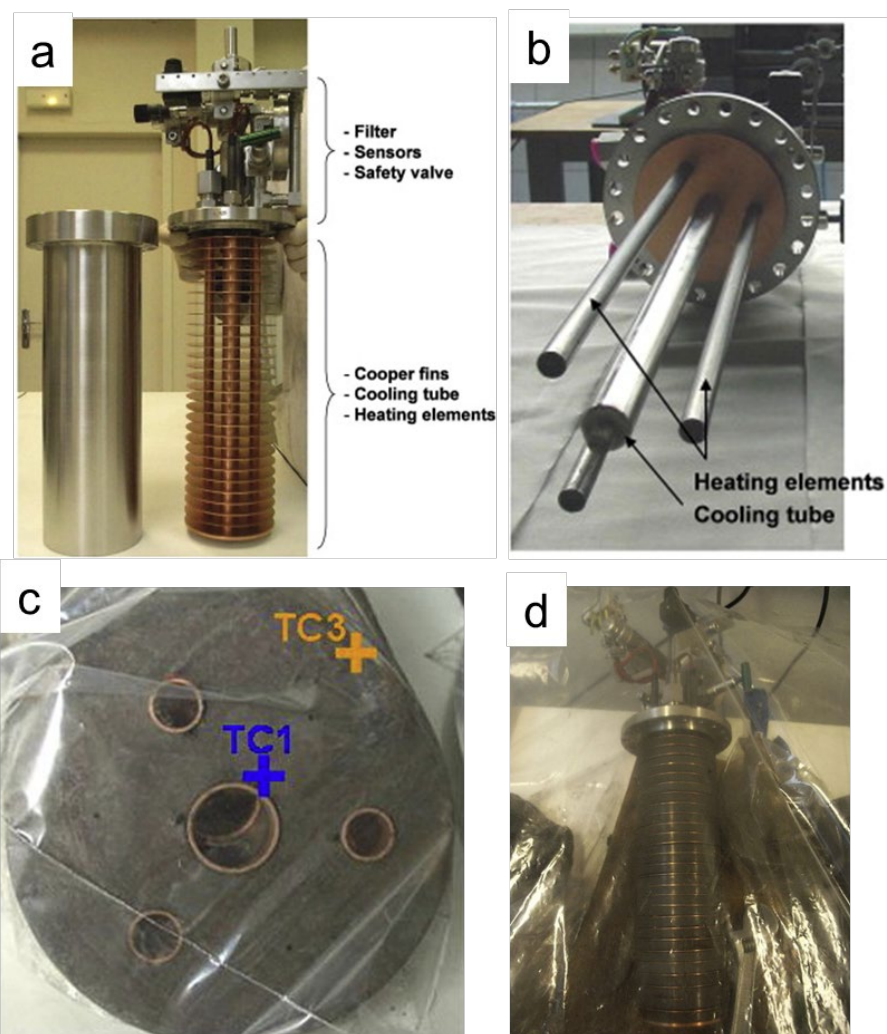 a
- Filter
- Sensors
- Safety valve
- Cooper fins
- Cooling tube
- Heating elements
b
Heating elements
Cooling tube
c
TC3
TC1
d